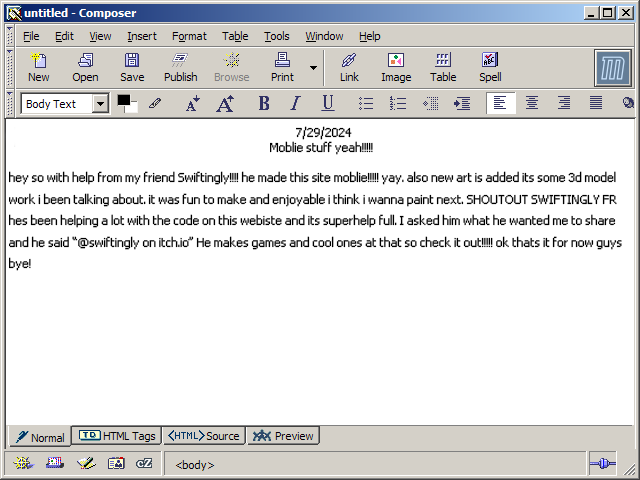 untitled - Composer
File Edit View Insert Format Table Tools Window Help
New Open Save Publish Browse Print Link Image Table Spell
Body Text A A B I U
7/29/2024
Moblie stuff yeah!!!!!
hey so with help from my friend Swiftingly!!!! he made this site moblie!!!!! yay. also new art is added its some 3d model
work i been talking about. it was fun to make and enjoyable i think i wanna paint next. SHOUTOUT SWIFTINGLY FR
hes been helping a lot with the code on this webiste and its superhelp full. I asked him what he wanted me to share
and he said “@swiftingly on itch.io” He makes games and cool ones at that so check it out!!!!! ok thats it for now guys
bye!
Normal TD HTML Tags <HTML> Source Preview
cZ <body>